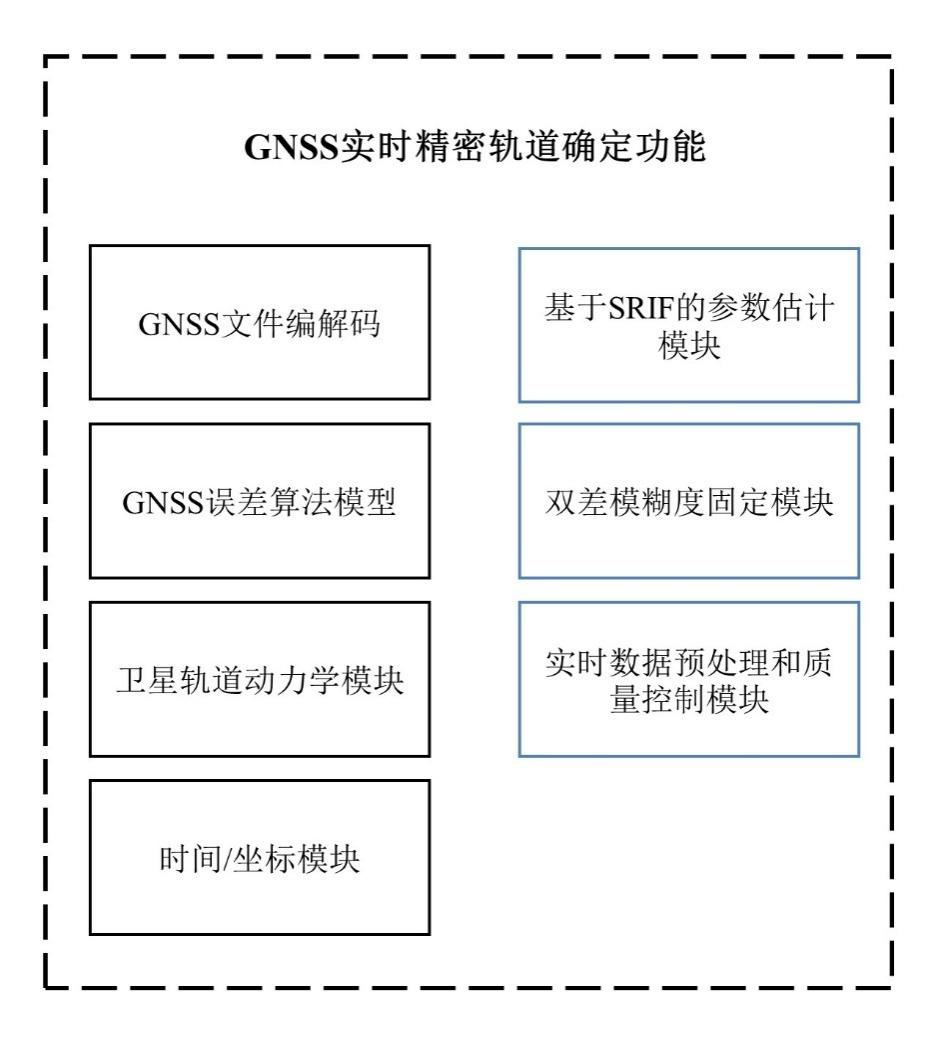 GNSS实时精密轨道确定功能
GNSS文件编解码
GNSS误差算法模型
卫星轨道动力学模块
时间/坐标模块
基于SRIF的参数估计
模块
双差模糊度固定模块
实时数据预处理和质
量控制模块